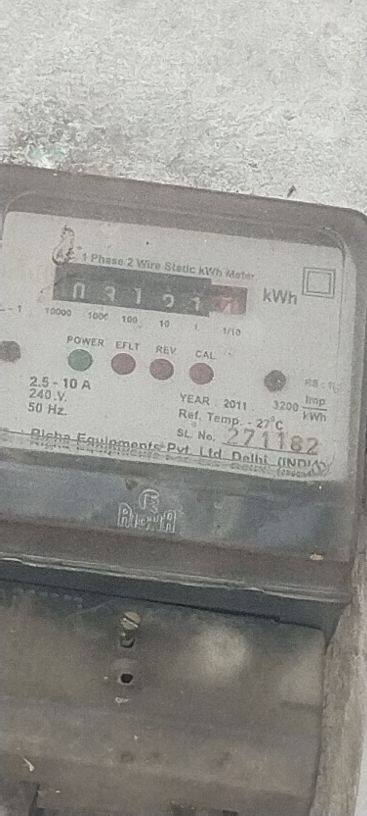 1 Phase 2 Wire Static kWh Meter
kWh
10000 1000 100 10 1 1/10
POWER EFLT REV. CAL
2.5 - 10 A
240.V.
50 Hz.
YEAR : 2011
3200 Imp/kWh
Ref. Temp. - 27°C
SL. No. 271182
Risha Equipments Pvt. Ltd. Delhi. (INDIA)
RISHA